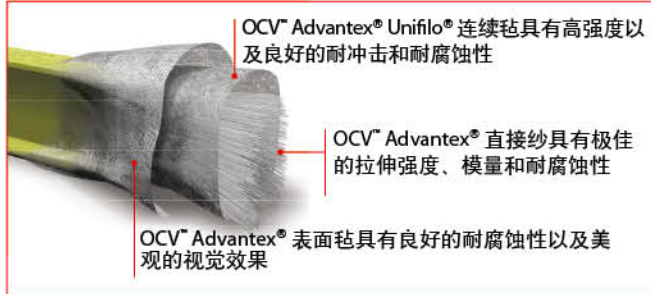 OCV™ Advantex® Unifilo® 连续毡具有高强度以
及良好的耐冲击和耐腐蚀性
OCV™ Advantex® 直接纱具有极佳
的拉伸强度、模量和耐腐蚀性
OCV™ Advantex® 表面毡具有良好的耐腐蚀性以及美
观的视觉效果